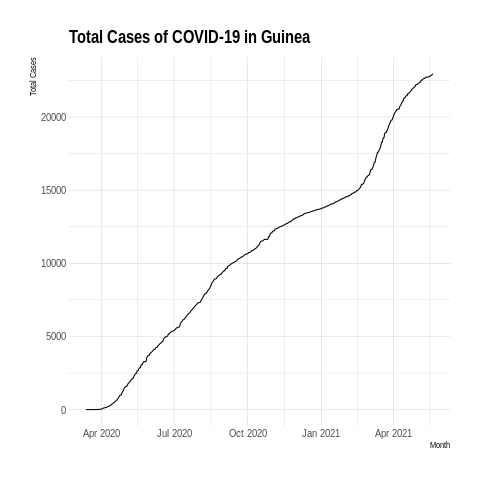 Total Cases of COVID-19 in Guinea
Total Cases
20000
15000
10000
5000
0
Apr 2020 Jul 2020 Oct 2020 Jan 2021 Apr 2021
Month